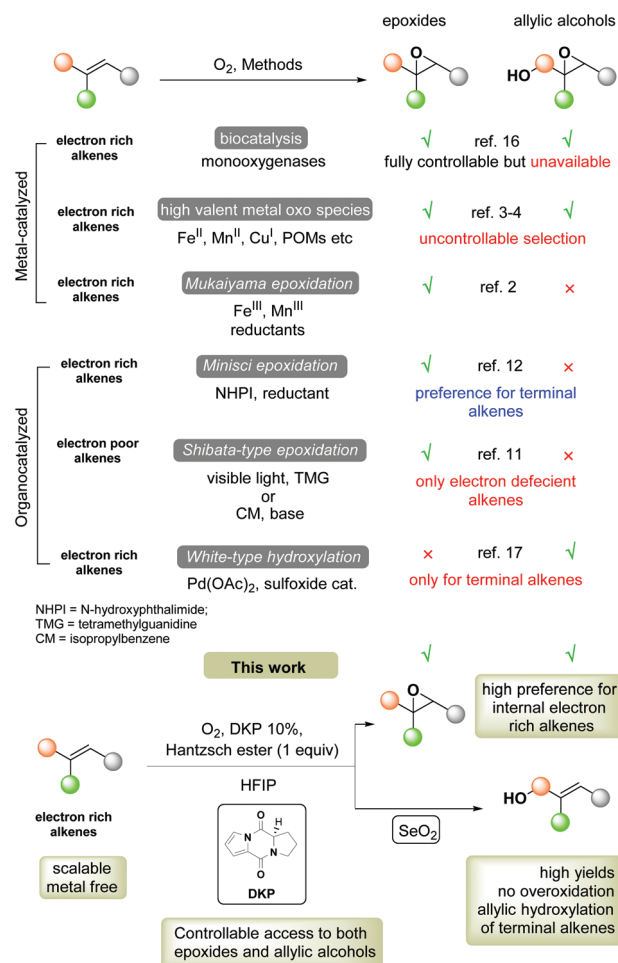 epoxides allylic alcohols
O₂, Methods
O
O
HO
Metal-catalyzed
electron rich
alkenes
biocatalysis
monooxygenases
√ ref. 16 √
fully controllable but unavailable
electron rich
alkenes
high valent metal oxo species
Feᴵᴵ, Mnᴵᴵ, Cuᴵ, POMs etc
√ ref. 3-4 √
uncontrollable selection
electron rich
alkenes
Mukaiyama epoxidation
Feᴵᴵᴵ, Mnᴵᴵᴵ
reductants
√ ref. 2 ×
Organocatalyzed
electron rich
alkenes
Minisci epoxidation
NHPI, reductant
√ ref. 12 ×
preference for terminal
alkenes
electron poor
alkenes
Shibata-type epoxidation
visible light, TMG
or
CM, base
√ ref. 11 ×
only electron defecient
alkenes
electron rich
alkenes
White-type hydroxylation
Pd(OAc)₂, sulfoxide cat.
× ref. 17 √
only for terminal alkenes
NHPI = N-hydroxyphthalimide;
TMG = tetramethylguanidine
CM = isopropylbenzene
This work
√ √
O
high preference for
internal electron
rich alkenes
O₂, DKP 10%,
Hantzsch ester (1 equiv)
HFIP
electron rich
alkenes
scalable
metal free
O
H
N
N
O
DKP
SeO₂
HO
high yields
no overoxidation
allylic hydroxylation
of terminal alkenes
Controllable access to both
epoxides and allylic alcohols